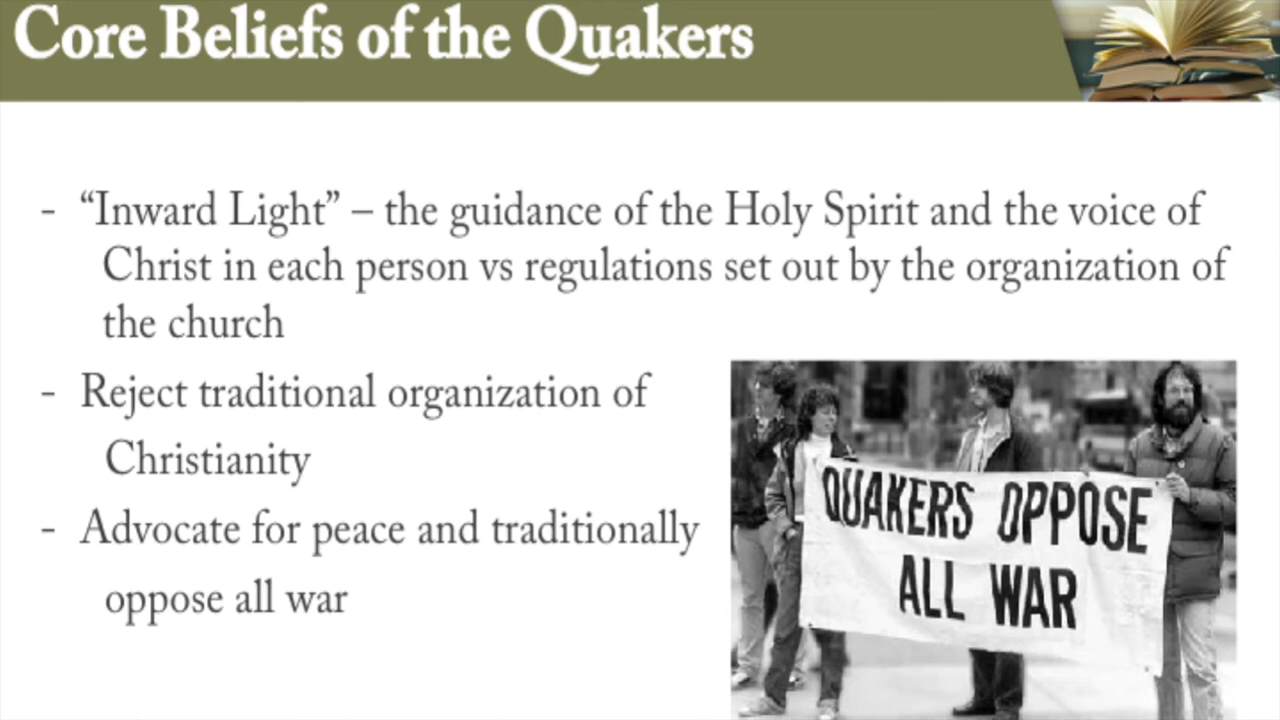 Core Beliefs of the Quakers
- “Inward Light” – the guidance of the Holy Spirit and the voice of
Christ in each person vs regulations set out by the organization of
the church
- Reject traditional organization of
Christianity
- Advocate for peace and traditionally
oppose all war
QUAKERS OPPOSE
ALL WAR